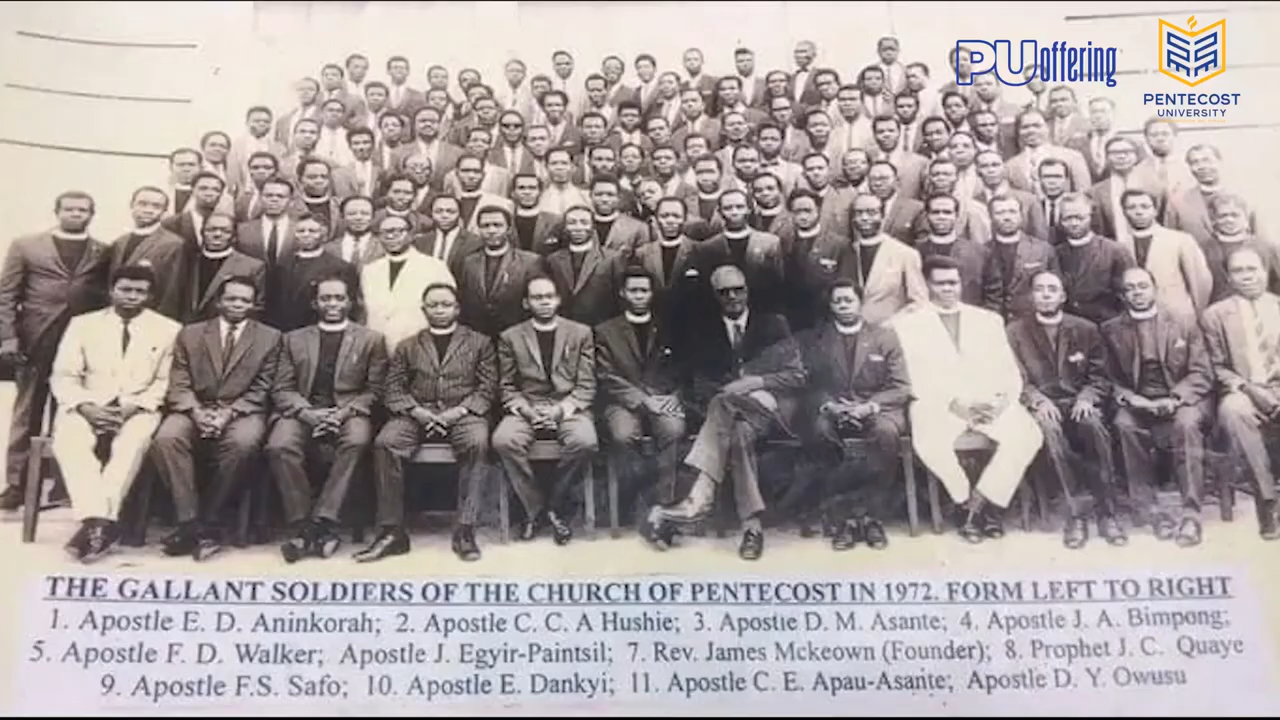 PUoffering
PENTECOST
UNIVERSITY
THE GALLANT SOLDIERS OF THE CHURCH OF PENTECOST IN 1972. FORM LEFT TO RIGHT
1. Apostle E. D. Aninkorah; 2. Apostle C. C. A Hushie; 3. Apostle D. M. Asante; 4. Apostle J. A. Bimpong;
5. Apostle F. D. Walker; Apostle J. Egyir-Paintsil; 7. Rev. James Mckeown (Founder); 8. Prophet J. C. Quaye
9. Apostle F.S. Safo; 10. Apostle E. Dankyi; 11. Apostle C. E. Apau-Asante; Apostle D. Y. Owusu